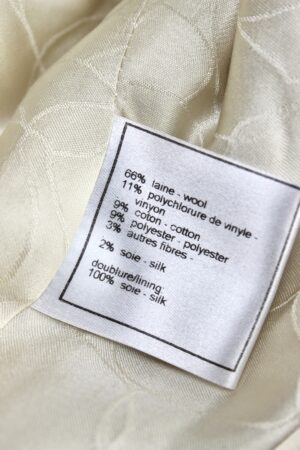 66% laine - wool
11% polychlorure de vinyle -
vinyon
9% coton - cotton
9% polyester - polyester
3% autres fibres -
2% soie - silk
doublure/lining:
100% soie - silk